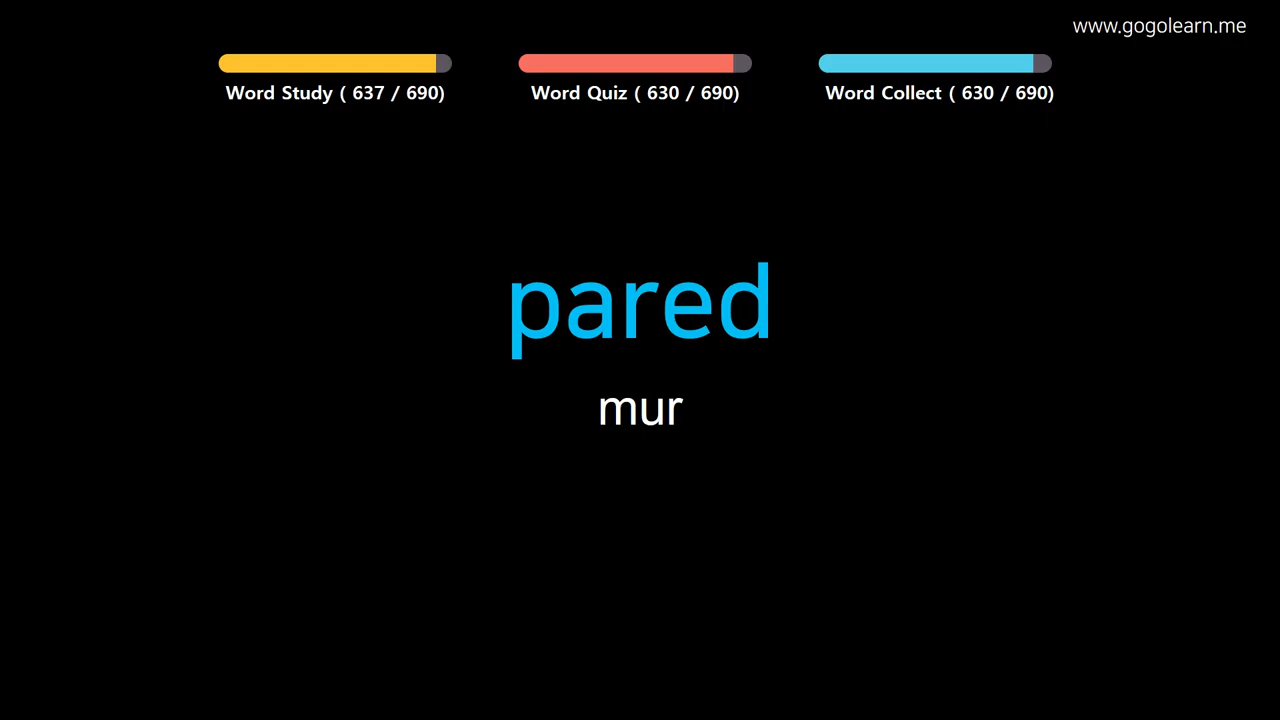 www.gogolearn.me
Word Study ( 637 / 690)
Word Quiz ( 630 / 690)
Word Collect ( 630 / 690)
pared
mur